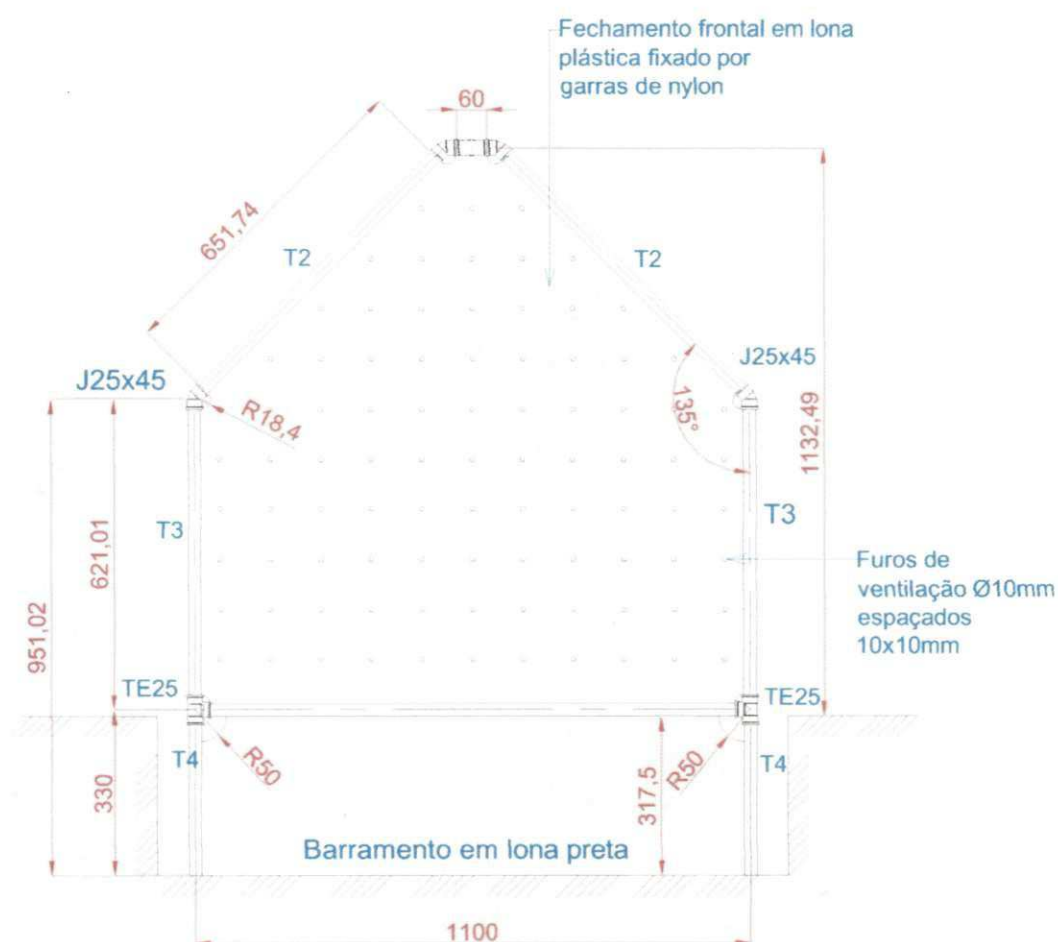 Fechamento frontal em lona
plástica fixado por
garras de nylon
60
651,74
T2
T2
J25x45
J25x45
R18,4
135°
1132,49
T3
T3
621,01
951,02
Furos de
ventilação Ø10mm
espaçados
10x10mm
TE25
TE25
T4
T4
R50
R50
330
317,5
Barramento em lona preta
1100